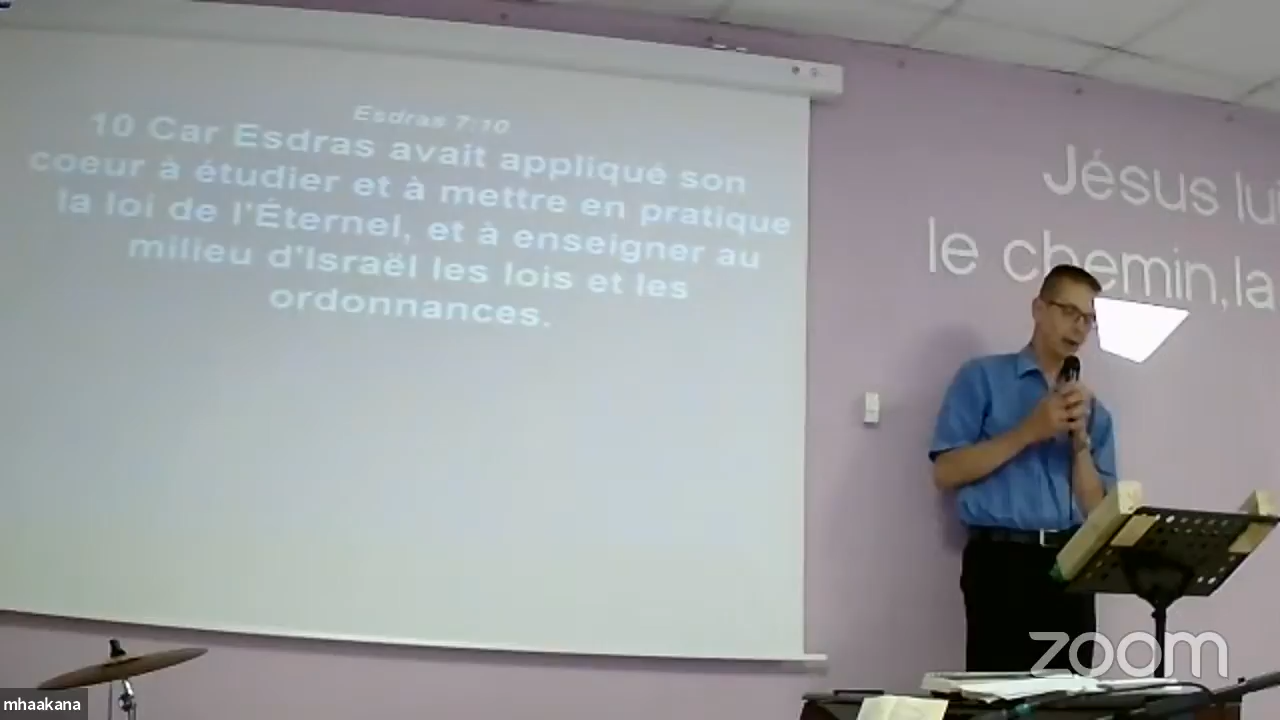 Esdras 7:10
10 Car Esdras avait appliqué son
coeur à étudier et à mettre en pratique
la loi de l'Éternel, et à enseigner au
milieu d'Israël les lois et les
ordonnances.
Jésus lui
le chemin, la
zoom
mhaakana